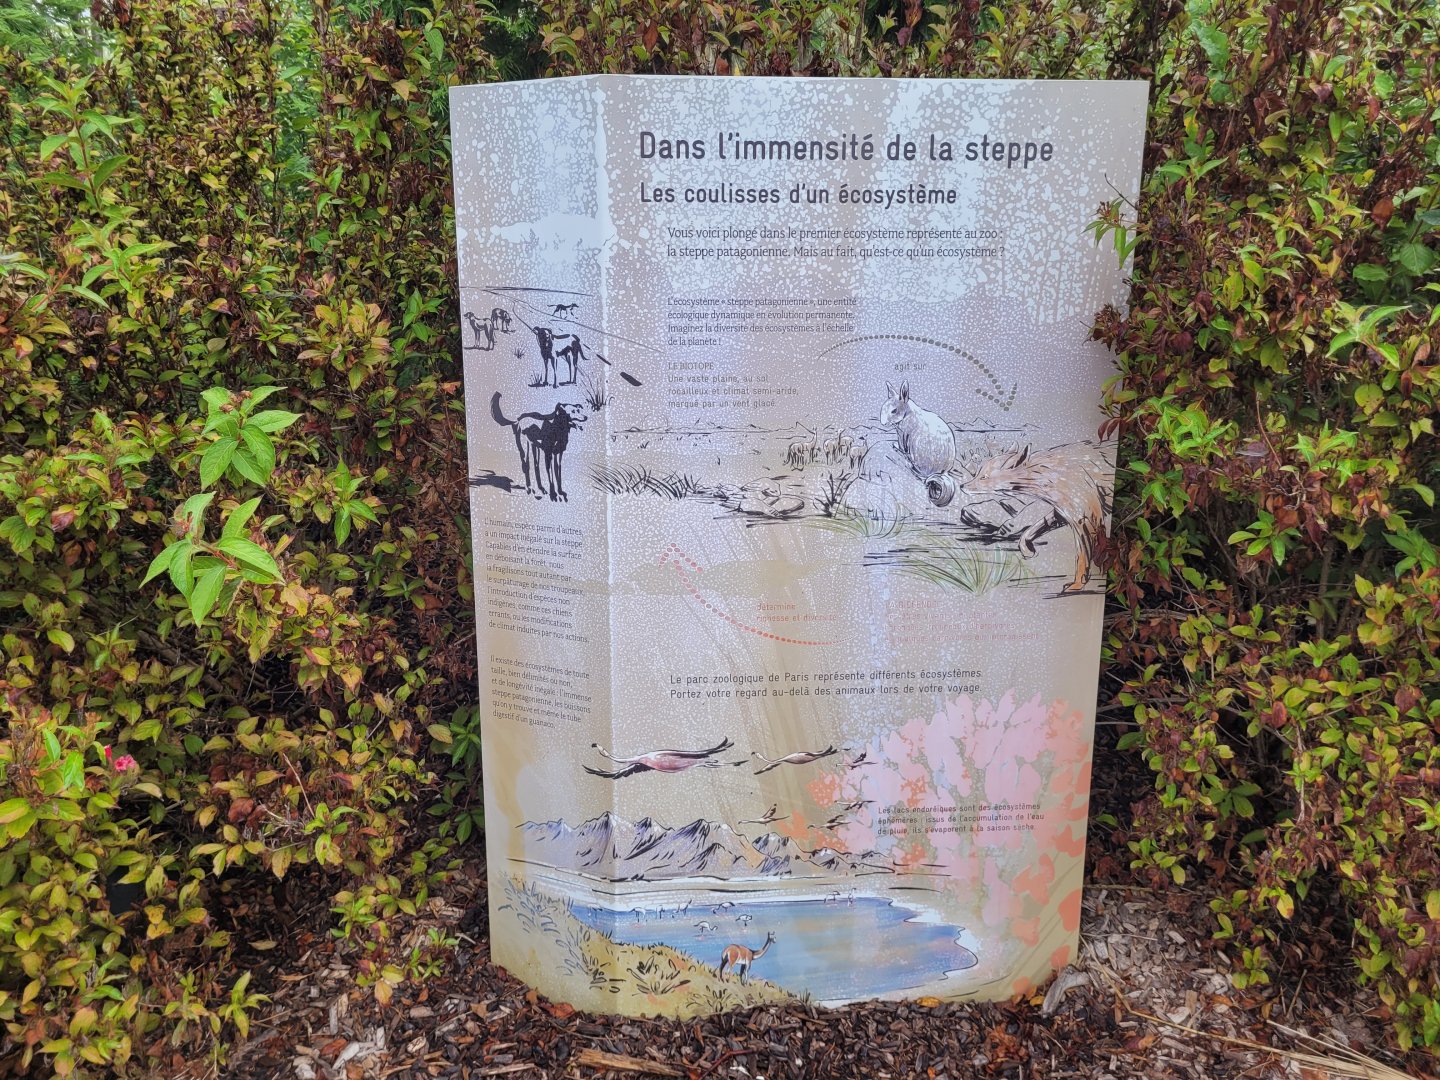 Dans l'immensité de la steppe
Les coulisses d'un écosystème
Vous voici plongé dans le premier écosystème représenté au zoo :
la steppe patagonienne. Mais au fait, qu'est-ce qu'un écosystème ?
L'écosystème « steppe patagonienne », une entité
écologique dynamique en évolution permanente.
Imaginez la diversité des écosystèmes à l'échelle
de la planète !
LE BIOTOPE
Une vaste plaine, au sol
rocailleux et climat semi-aride,
marqué par un vent glacé
agit sur
détermine
richesse et diversité
L'humain, espèce parmi d'autres,
a un impact inégalé sur la steppe.
Capables d'en étendre la surface
en déboisant la forêt, nous
la fragilisons tout autant par
le surpâturage de nos troupeaux,
l'introduction d'espèces non
indigènes, comme ces chiens
errants, ou les modifications
de climat induites par nos actions.
Il existe des écosystèmes de toute
taille, bien délimités ou non,
et de longévité inégale : l'immense
steppe patagonienne, les buissons
qu'on y trouve et même le tube
digestif d'un guanaco.
Le parc zoologique de Paris représente différents écosystèmes.
Portez votre regard au-delà des animaux lors de votre voyage.
Les lacs endoréiques sont des écosystèmes
éphémères : issus de l'accumulation de l'eau
de pluie, ils s'évaporent à la saison sèche.